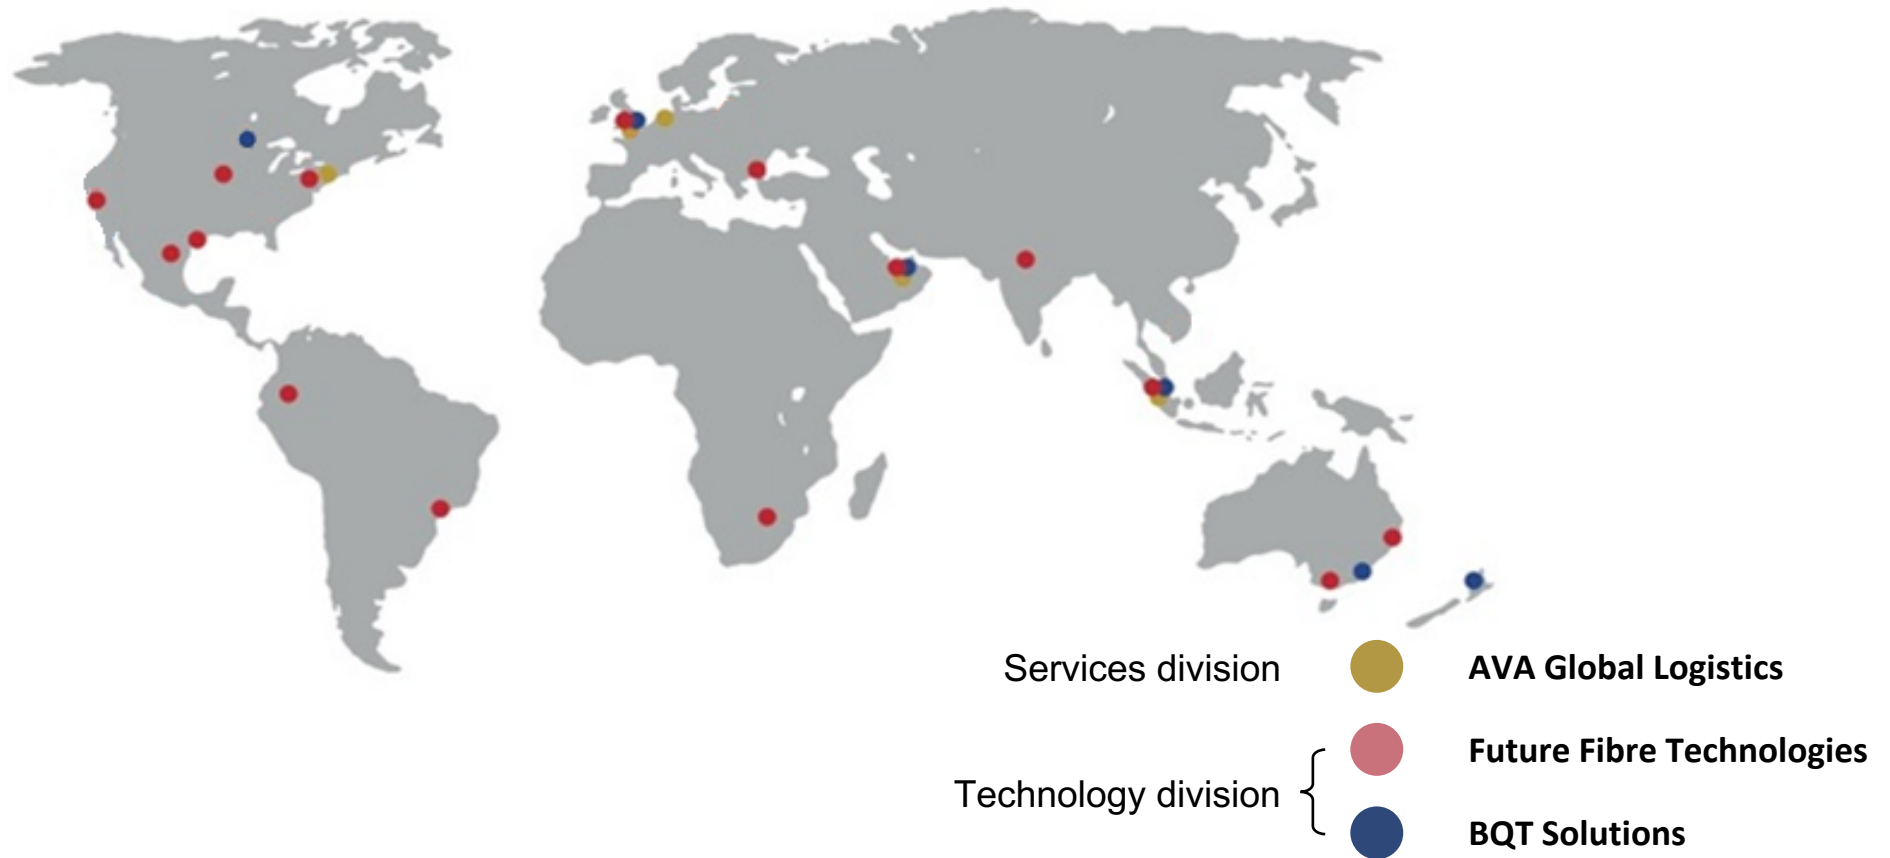 Services division
AVA Global Logistics
Future Fibre Technologies
Technology division
BQT Solutions